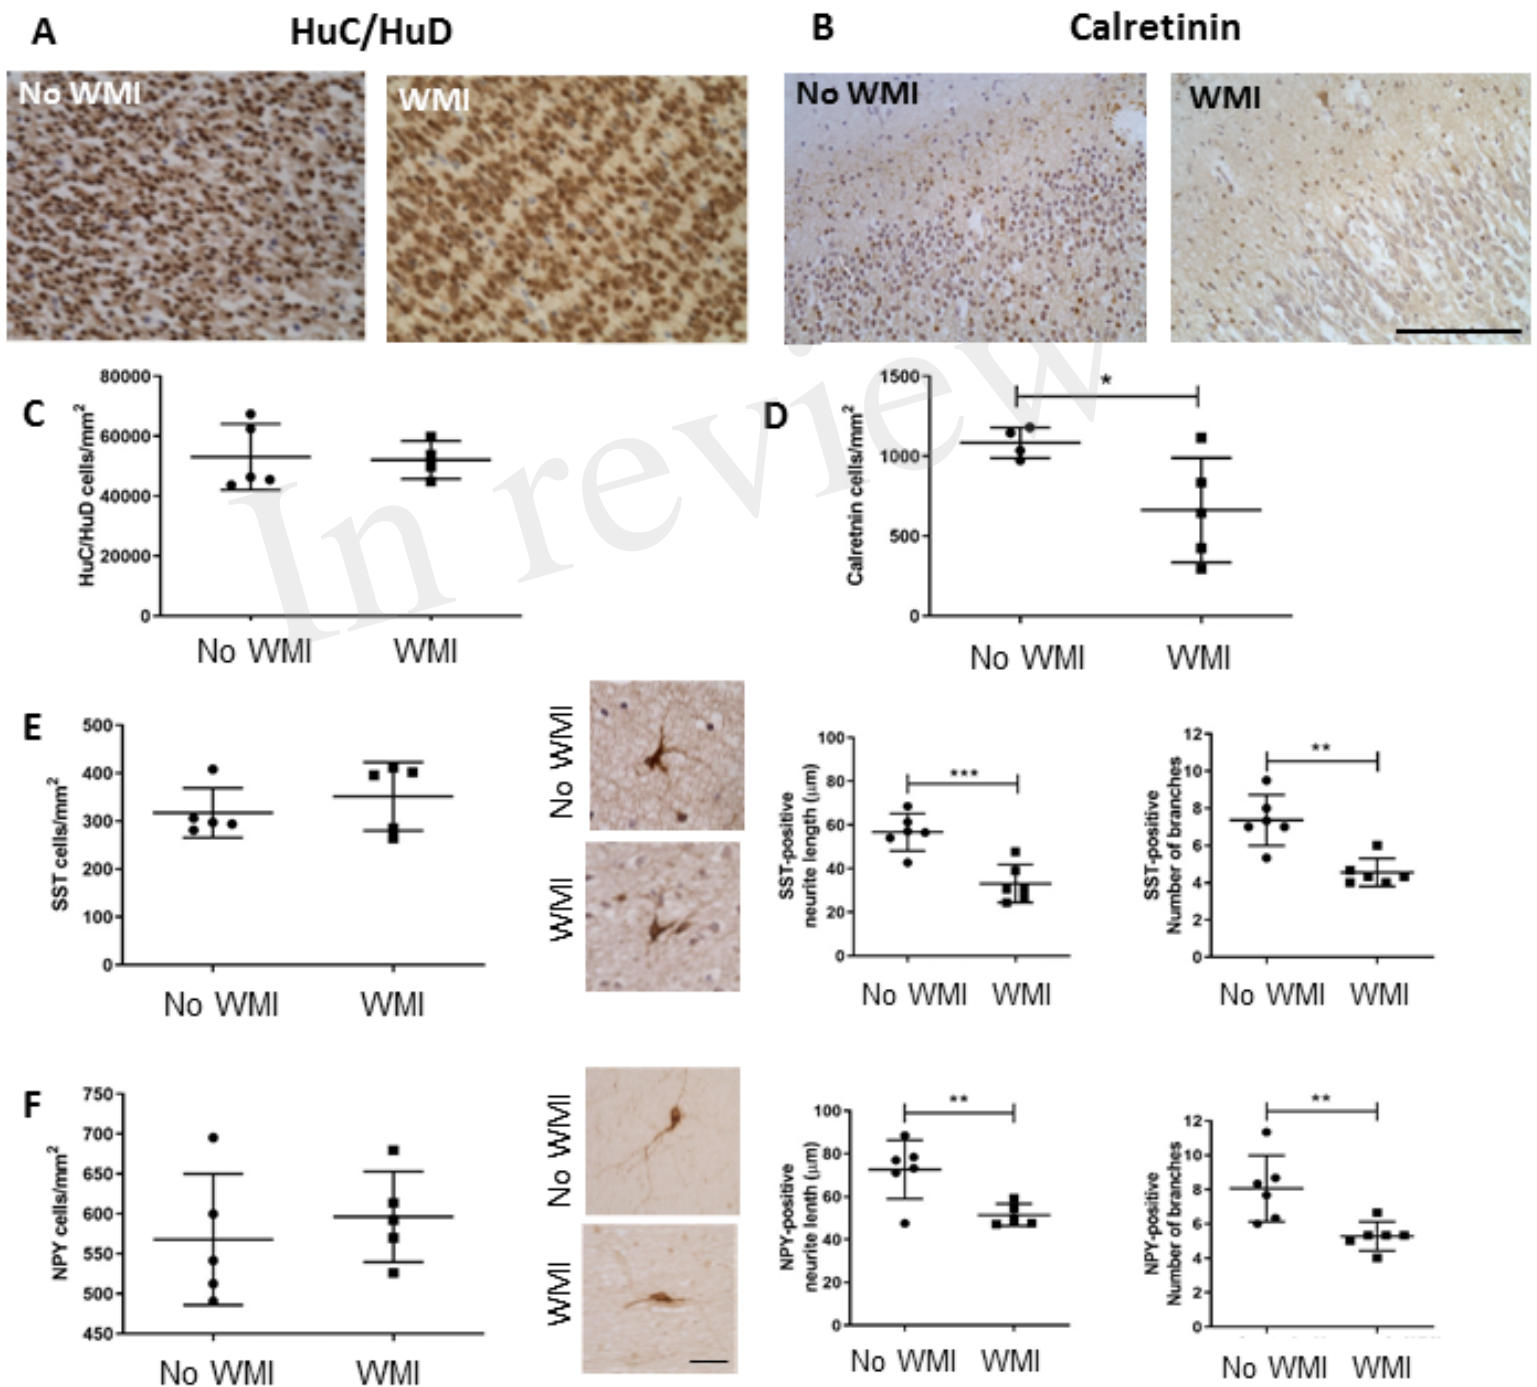 A HuC/HuD
B Calretinin
No WMI
WMI
No WMI
WMI
In review
C
HuC/HuD cells/mm2
80000
60000
40000
20000
0
No WMI
WMI
D
Calretnin cells/mm2
1500
1000
500
0
*
No WMI
WMI
E
SST cells/mm2
500
400
300
200
100
0
No WMI
WMI
No WMI
WMI
SST-positive
neurite length (μm)
100
80
60
40
20
0
***
No WMI
WMI
SST-positive
Number of branches
12
10
8
6
4
2
0
**
No WMI
WMI
F
NPY cells/mm2
750
700
650
600
550
500
450
No WMI
WMI
No WMI
WMI
NPY-positive
neurite lenth (μm)
100
80
60
40
20
0
**
No WMI
WMI
NPY-positive
Number of branches
12
10
8
6
4
2
0
**
No WMI
WMI